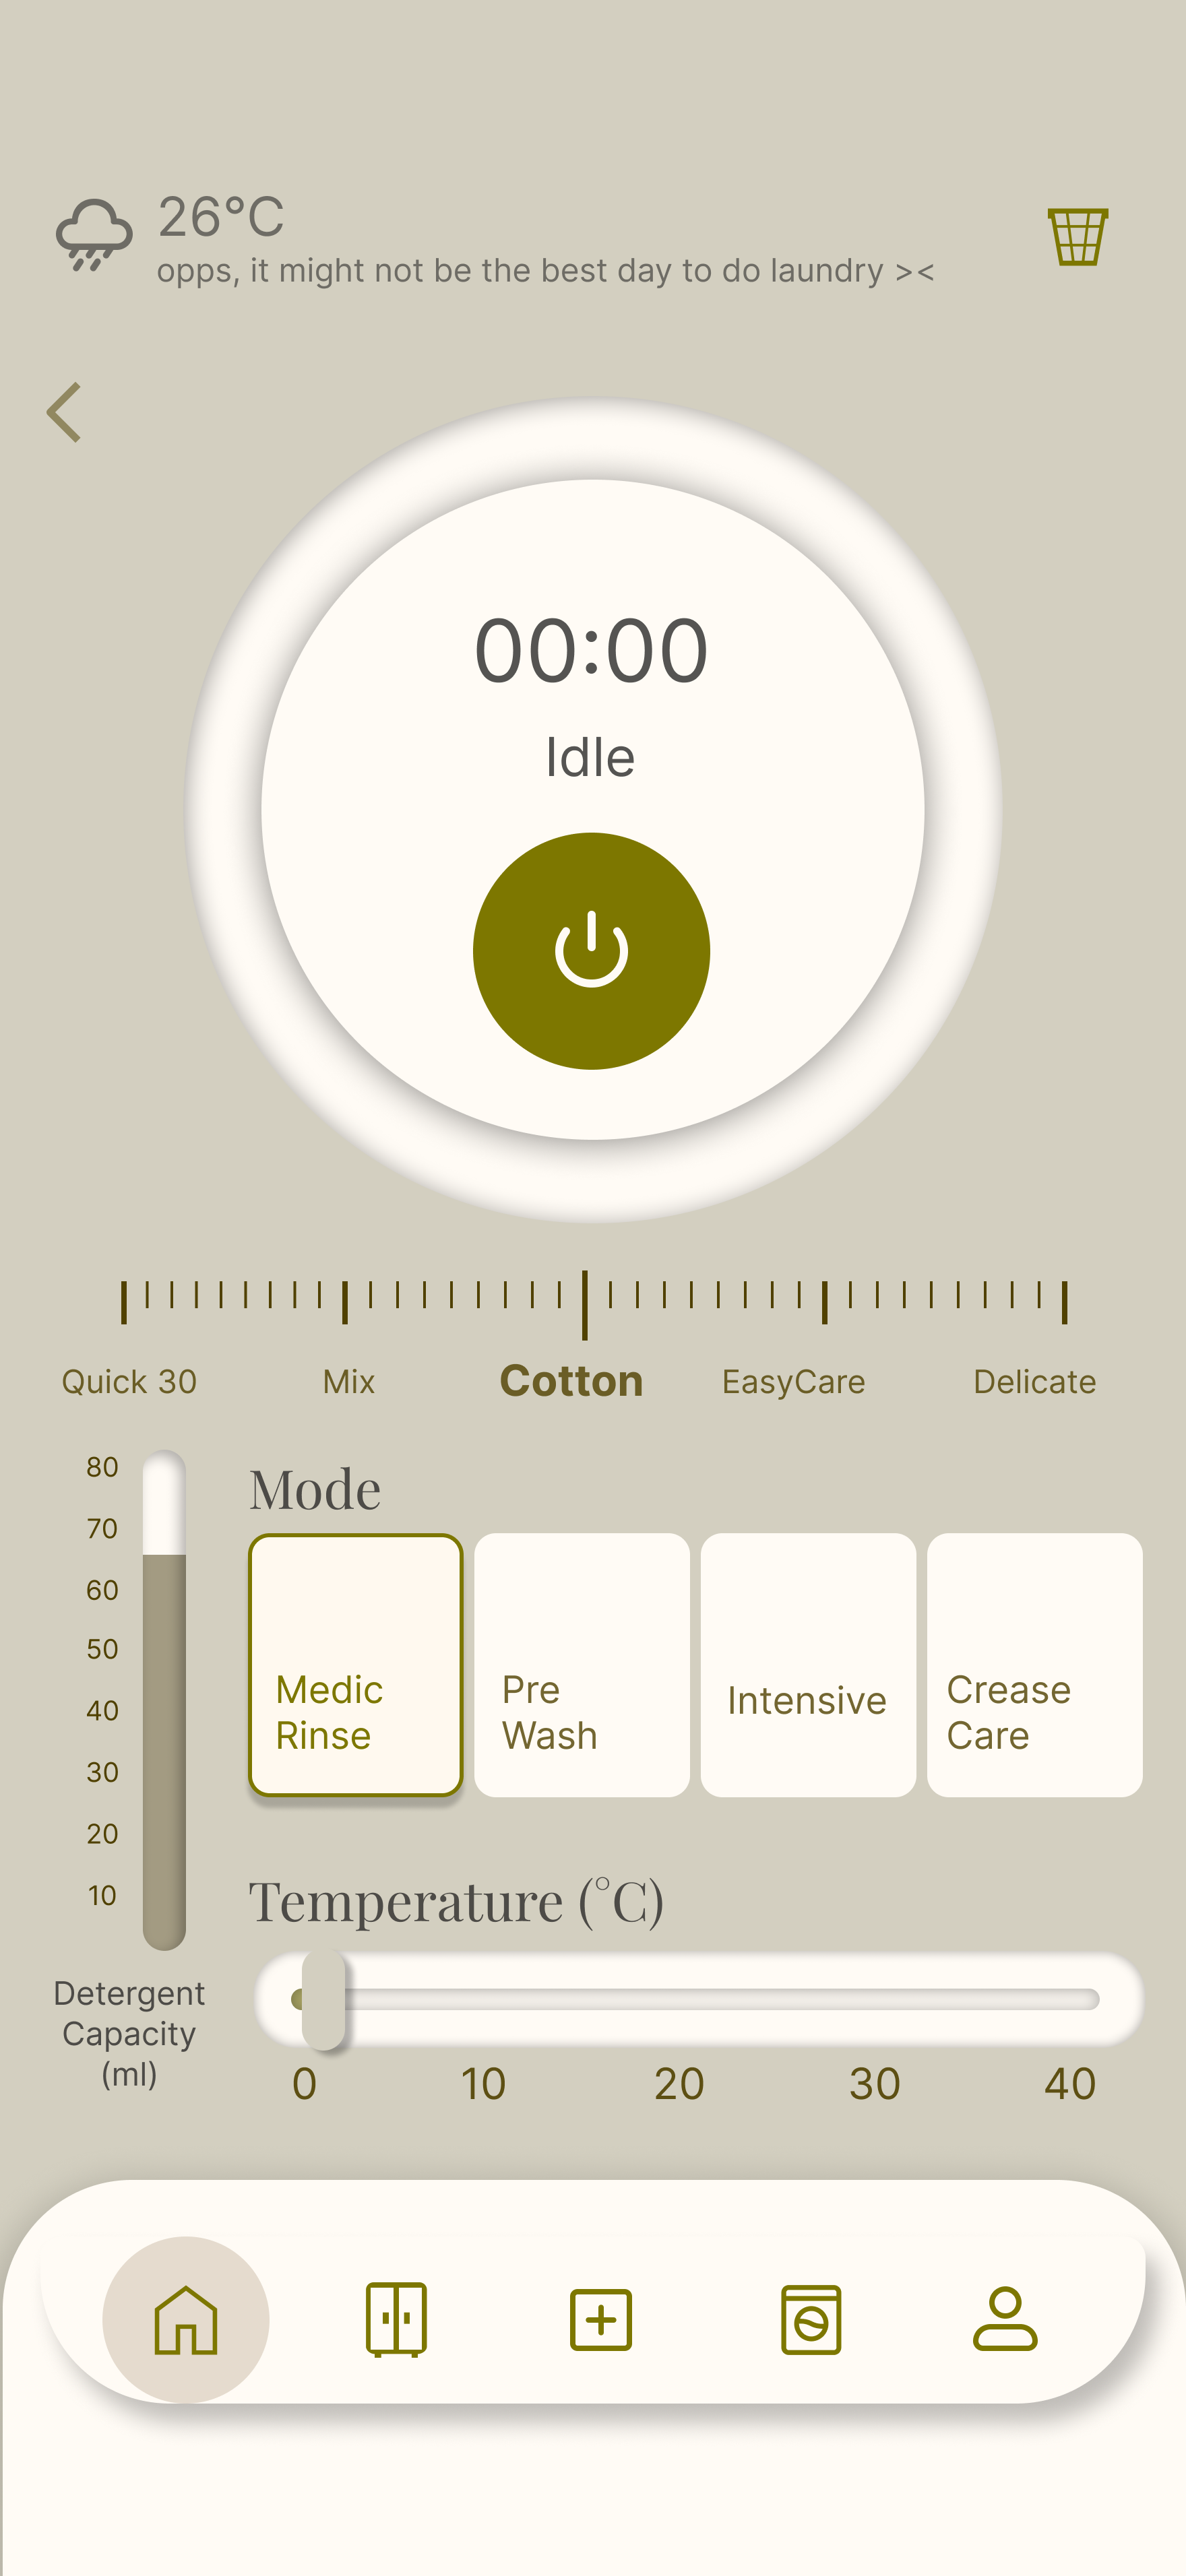 26°C
opps, it might not be the best day to do laundry ><
00:00
Idle
Quick 30
Mix
Cotton
EasyCare
Delicate
80
70
60
50
40
30
20
10
Detergent
Capacity
(ml)
Mode
Medic
Rinse
Pre
Wash
Intensive
Crease
Care
Temperature (°C)
0 10 20 30 40